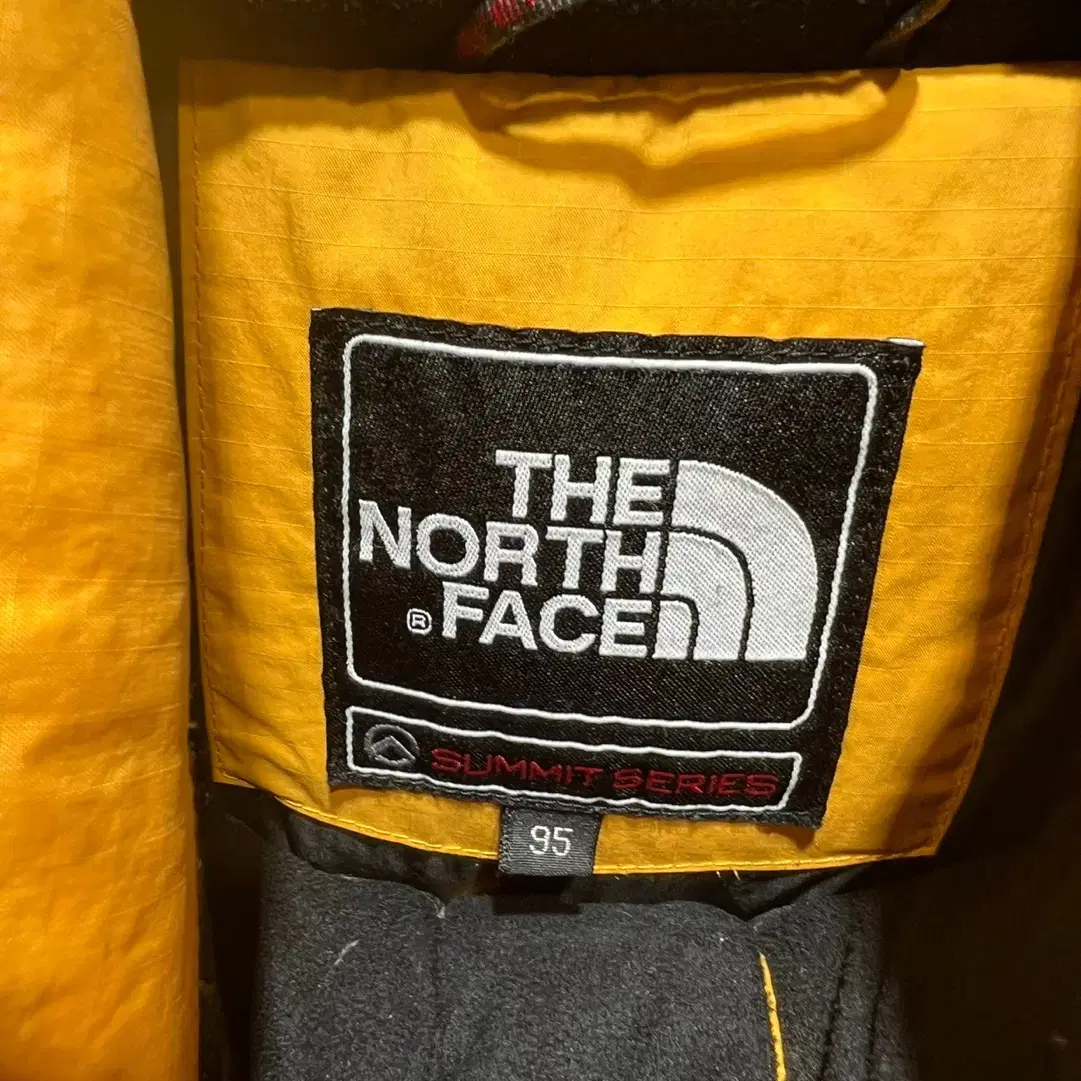 THE
NORTH
® FACE
SUMMIT SERIES
95